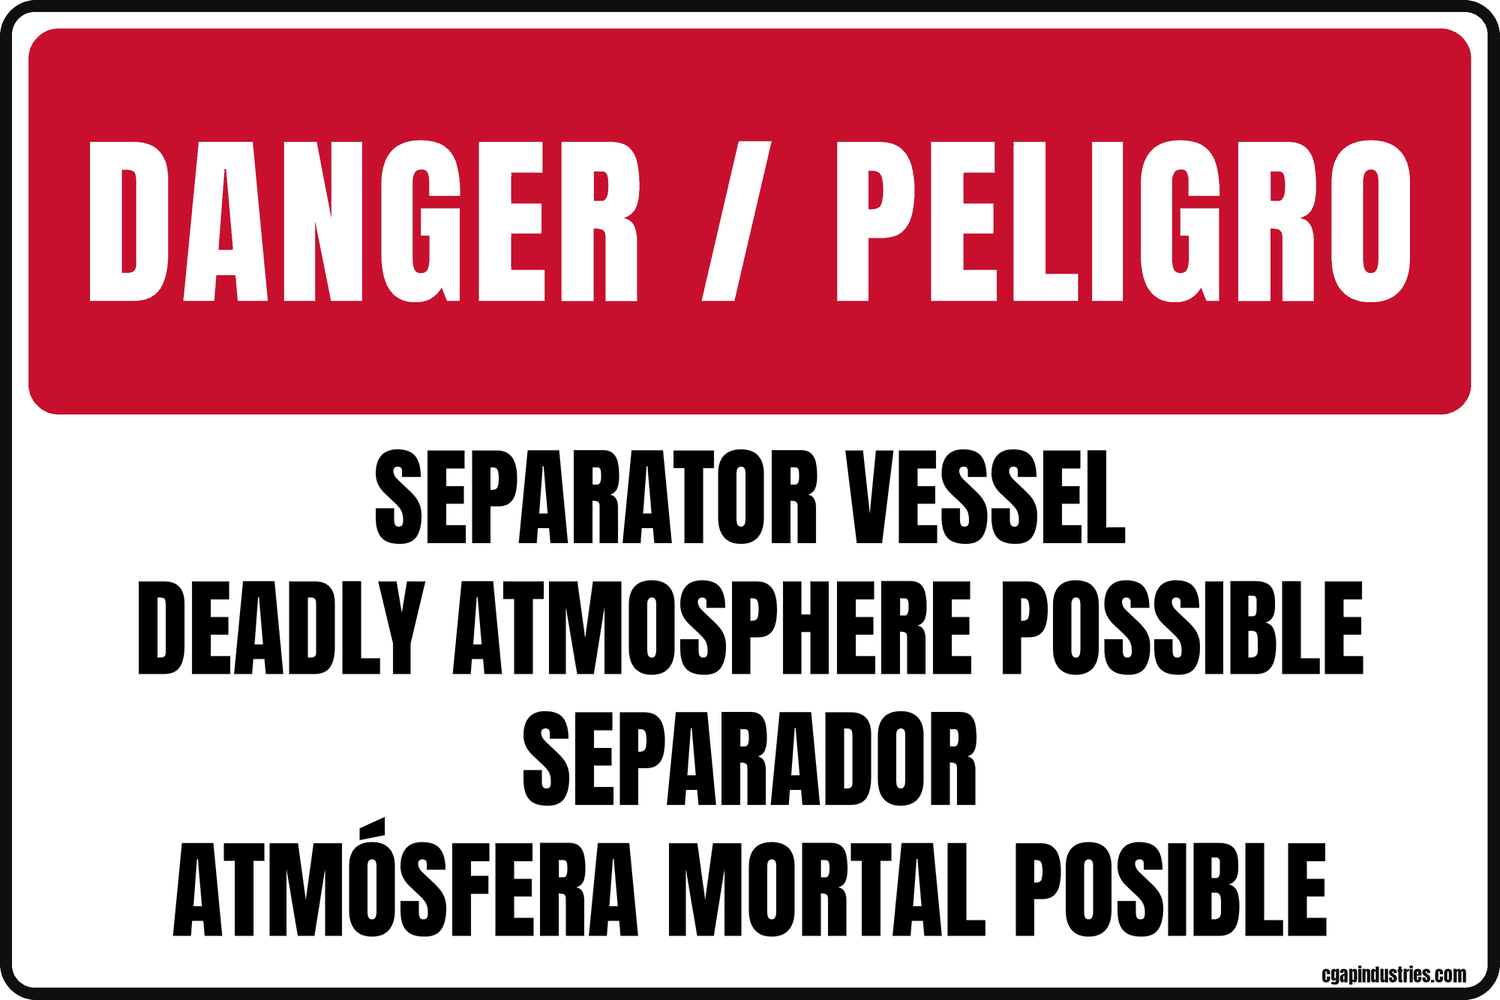 DANGER / PELIGRO
SEPARATOR VESSEL
DEADLY ATMOSPHERE POSSIBLE
SEPARADOR
ATMÓSFERA MORTAL POSIBLE
cgapindustries.com